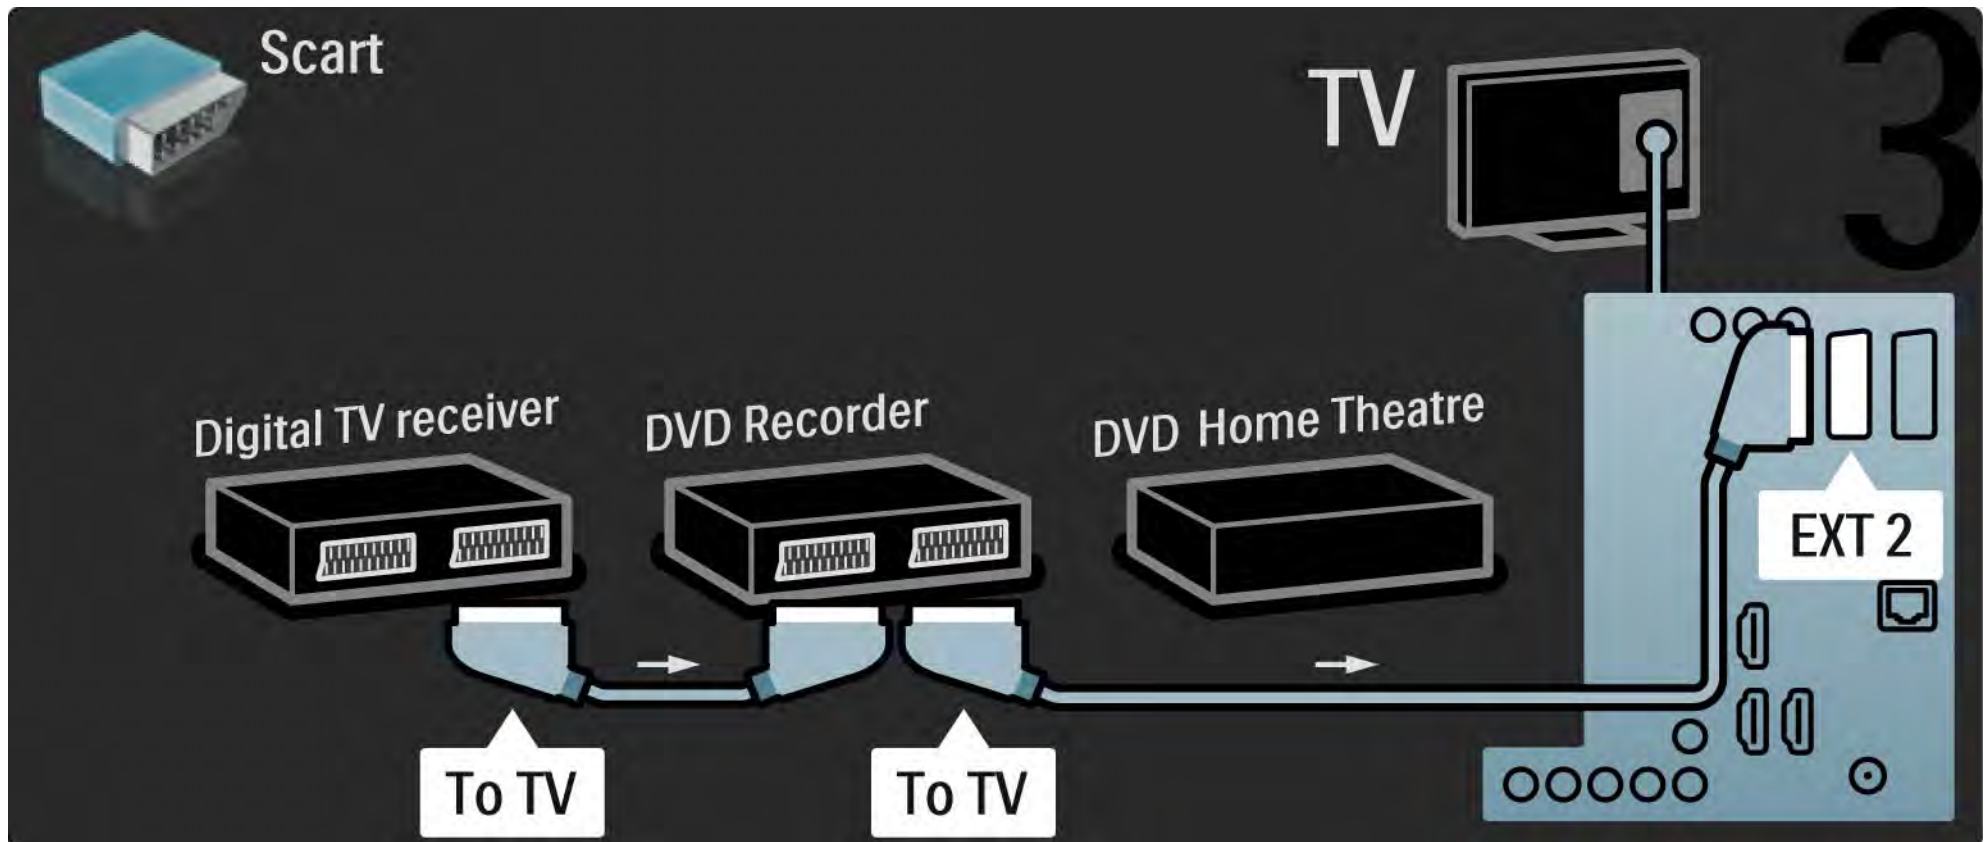 Scart
TV
3
Digital TV receiver
DVD Recorder
DVD Home Theatre
EXT 2
To TV
To TV